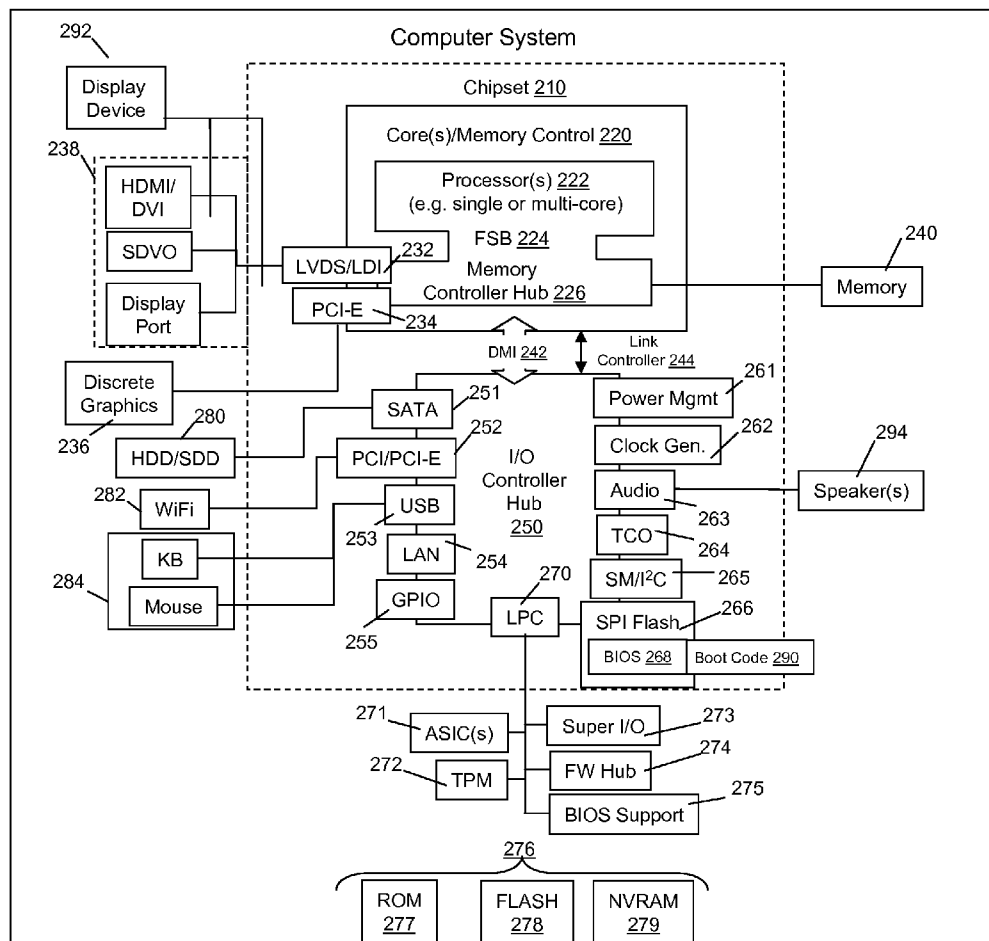 Computer System
292
Display
Device
Chipset 210
Core(s)/Memory Control 220
238
HDMI/
DVI
SDVO
Display
Port
Processor(s) 222
(e.g. single or multi-core)
FSB 224
232
LVDS/LDI
Memory
Controller Hub 226
PCI-E
234
240
Memory
DMI 242
Link
Controller 244
Discrete
Graphics
236
251
SATA
261
Power Mgmt
280
HDD/SDD
252
PCI/PCI-E
262
Clock Gen.
I/O
Controller
Hub
250
294
Speaker(s)
282
WiFi
USB
253
Audio
263
TCO
264
284
KB
Mouse
LAN
254
SM/I²C
265
GPIO
255
270
LPC
266
SPI Flash
BIOS 268
Boot Code 290
271
ASIC(s)
Super I/O
273
272
TPM
FW Hub
274
275
BIOS Support
276
ROM
277
FLASH
278
NVRAM
279